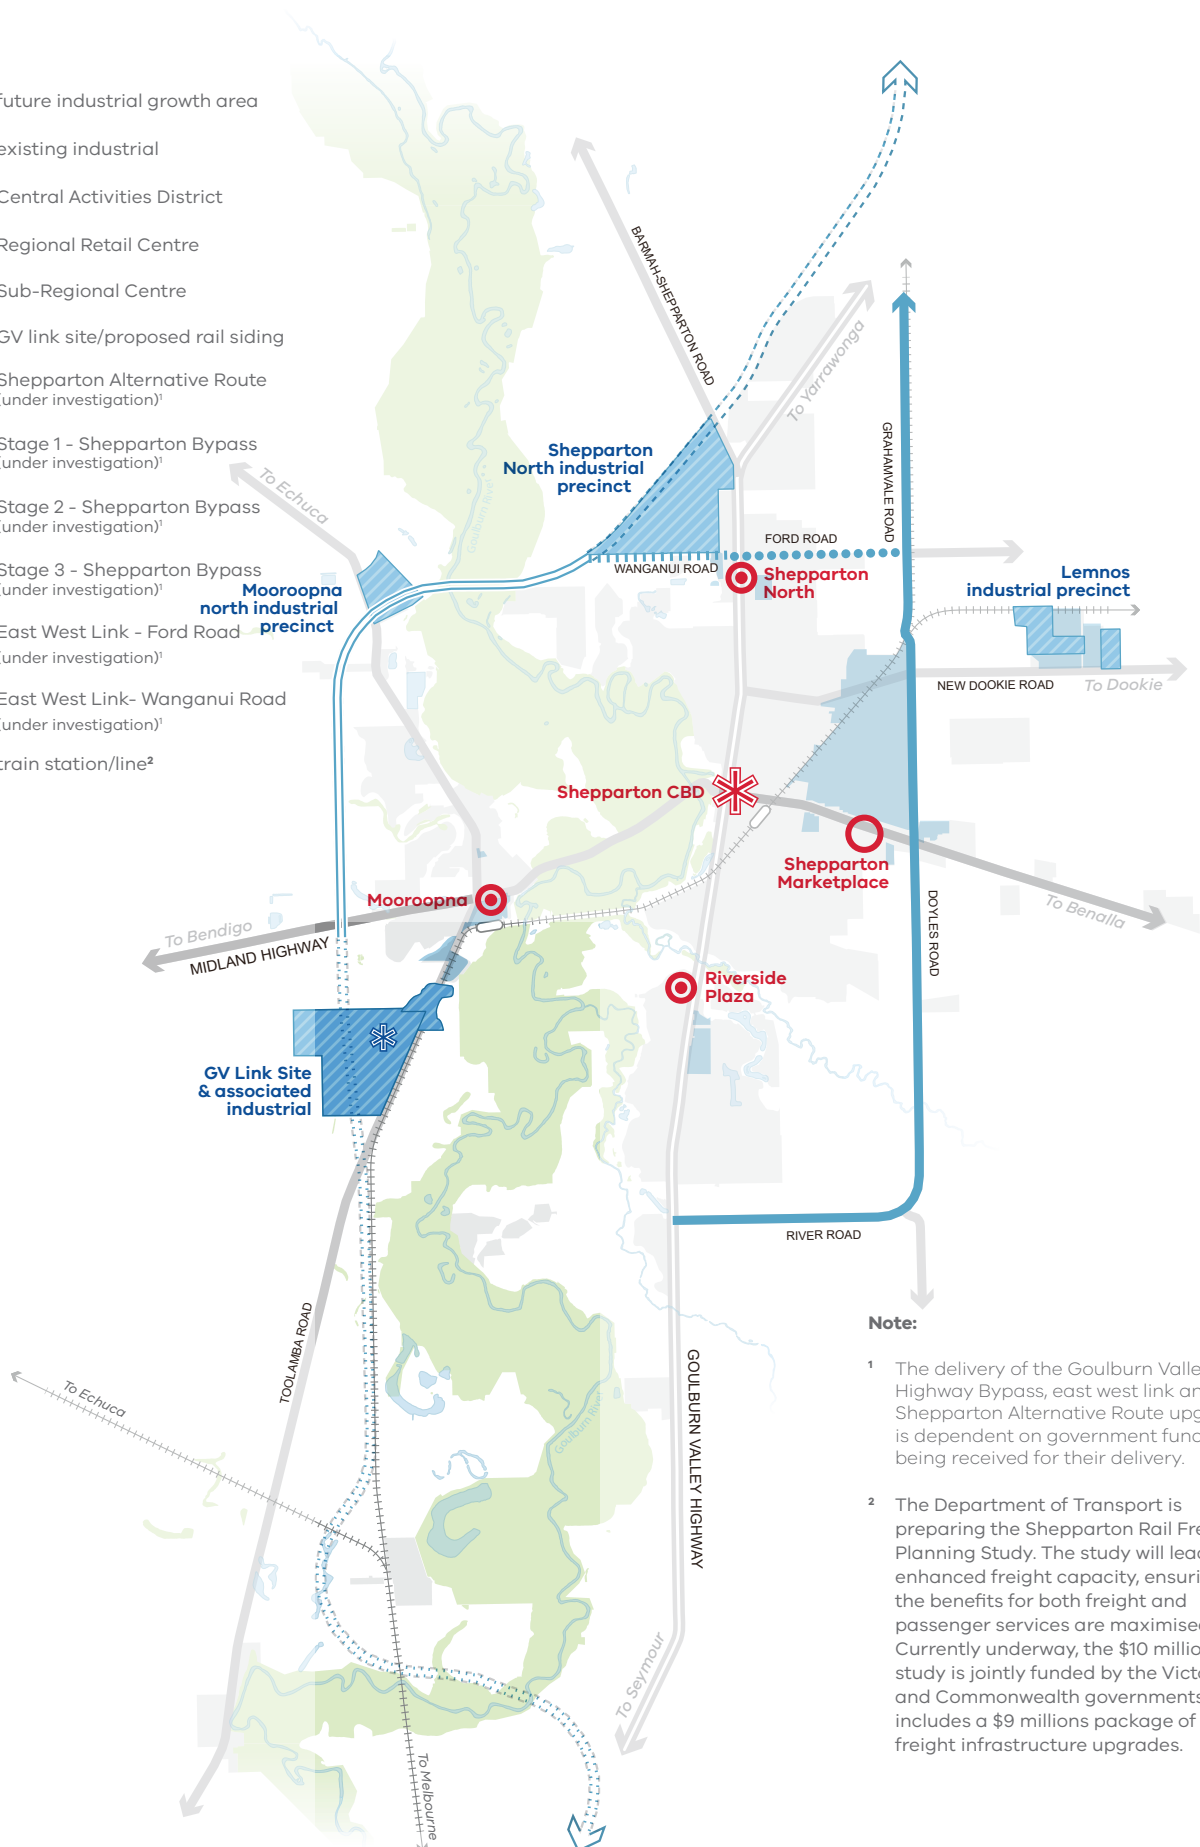 future industrial growth area
existing industrial
Central Activities District
Regional Retail Centre
Sub-Regional Centre
GV link site/proposed rail siding
Shepparton Alternative Route
(under investigation)¹
Stage 1 - Shepparton Bypass
(under investigation)¹
Stage 2 - Shepparton Bypass
(under investigation)¹
Stage 3 - Shepparton Bypass
(under investigation)¹
East West Link - Ford Road
(under investigation)¹
East West Link- Wanganui Road
(under investigation)¹
train station/line²
BARMAH-SHEPPARTON ROAD
To Yarrawonga
GRAHAMVALE ROAD
Shepparton
North industrial
precinct
To Echuca
Goulburn River
FORD ROAD
WANGANUI ROAD
Shepparton
North
Lemnos
industrial precinct
Mooroopna
north industrial
precinct
NEW DOOKIE ROAD
To Dookie
Shepparton CBD
Shepparton
Marketplace
Mooroopna
To Benalla
DOYLES ROAD
To Bendigo
MIDLAND HIGHWAY
Riverside
Plaza
GV Link Site
& associated
industrial
RIVER ROAD
TOOLAMBA ROAD
To Echuca
GOULBURN VALLEY HIGHWAY
Goulburn River
To Seymour
To Melbourne
Note:
¹ The delivery of the Goulburn Valle
Highway Bypass, east west link an
Shepparton Alternative Route upg
is dependent on government fund
being received for their delivery.
² The Department of Transport is
preparing the Shepparton Rail Fre
Planning Study. The study will lead
enhanced freight capacity, ensuri
the benefits for both freight and
passenger services are maximise
Currently underway, the $10 millio
study is jointly funded by the Victo
and Commonwealth governments
includes a $9 millions package of
freight infrastructure upgrades.